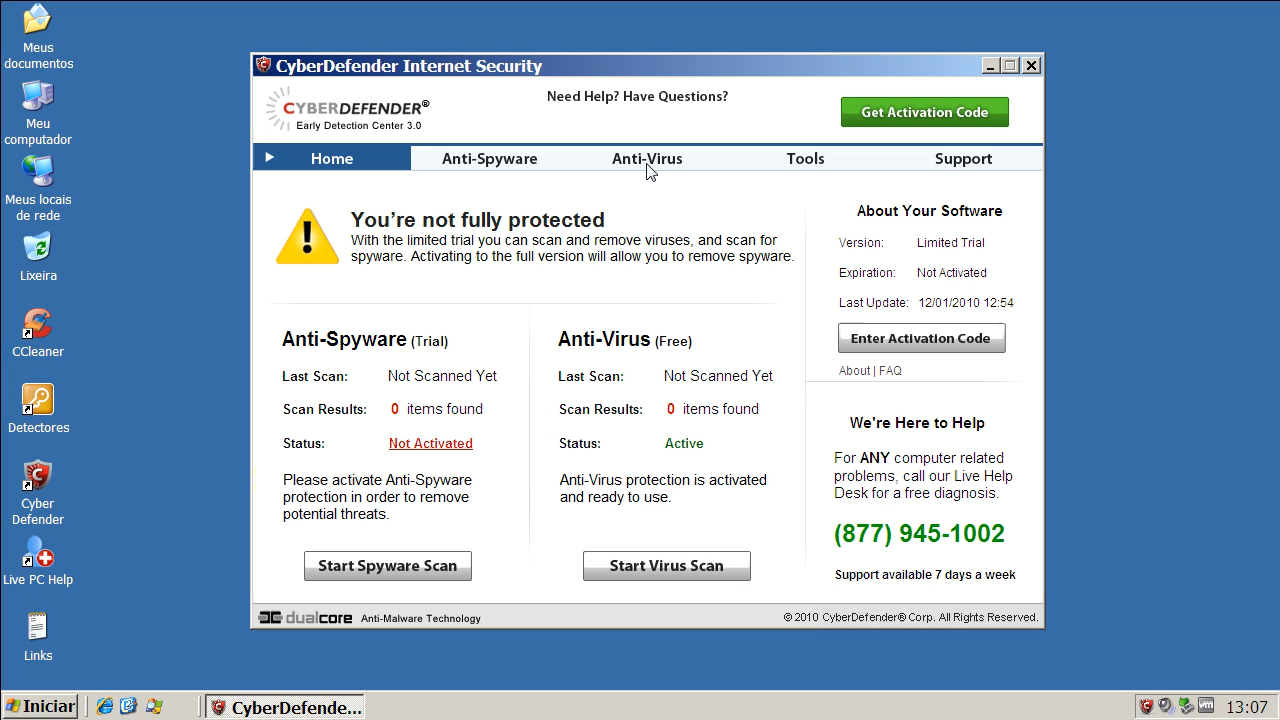 Meus
documentos
Meu
computador
Meus locais
de rede
Lixeira
CCleaner
Detectores
Cyber
Defender
Live PC Help
Links
CyberDefender Internet Security
CYBERDEFENDER®
Early Detection Center 3.0
Need Help? Have Questions?
Get Activation Code
Home
Anti-Spyware
Anti-Virus
Tools
Support
You're not fully protected
With the limited trial you can scan and remove viruses, and scan for
spyware. Activating to the full version will allow you to remove spyware.
Anti-Spyware (Trial)
Last Scan: Not Scanned Yet
Scan Results: 0 items found
Status: Not Activated
Please activate Anti-Spyware
protection in order to remove
potential threats.
Start Spyware Scan
Anti-Virus (Free)
Last Scan: Not Scanned Yet
Scan Results: 0 items found
Status: Active
Anti-Virus protection is activated
and ready to use.
Start Virus Scan
About Your Software
Version: Limited Trial
Expiration: Not Activated
Last Update: 12/01/2010 12:54
Enter Activation Code
About | FAQ
We're Here to Help
For ANY computer related
problems, call our Live Help
Desk for a free diagnosis.
(877) 945-1002
Support available 7 days a week
dualcore Anti-Malware Technology
© 2010 CyberDefender® Corp. All Rights Reserved.
Iniciar
CyberDefende...
13:07